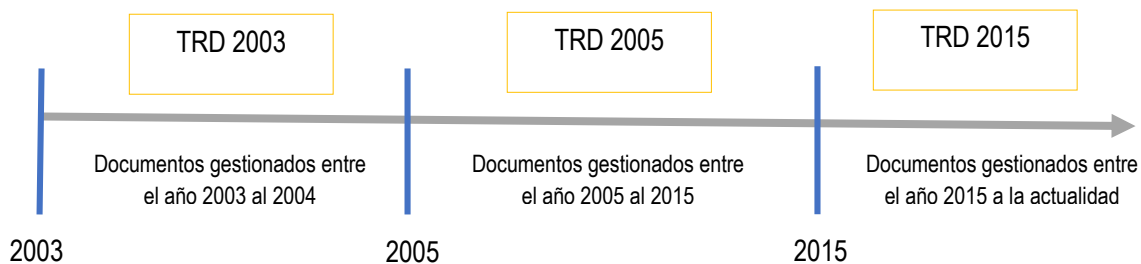 TRD 2003
TRD 2005
TRD 2015
Documentos gestionados entre
el año 2003 al 2004
Documentos gestionados entre
el año 2005 al 2015
Documentos gestionados entre
el año 2015 a la actualidad
2003
2005
2015